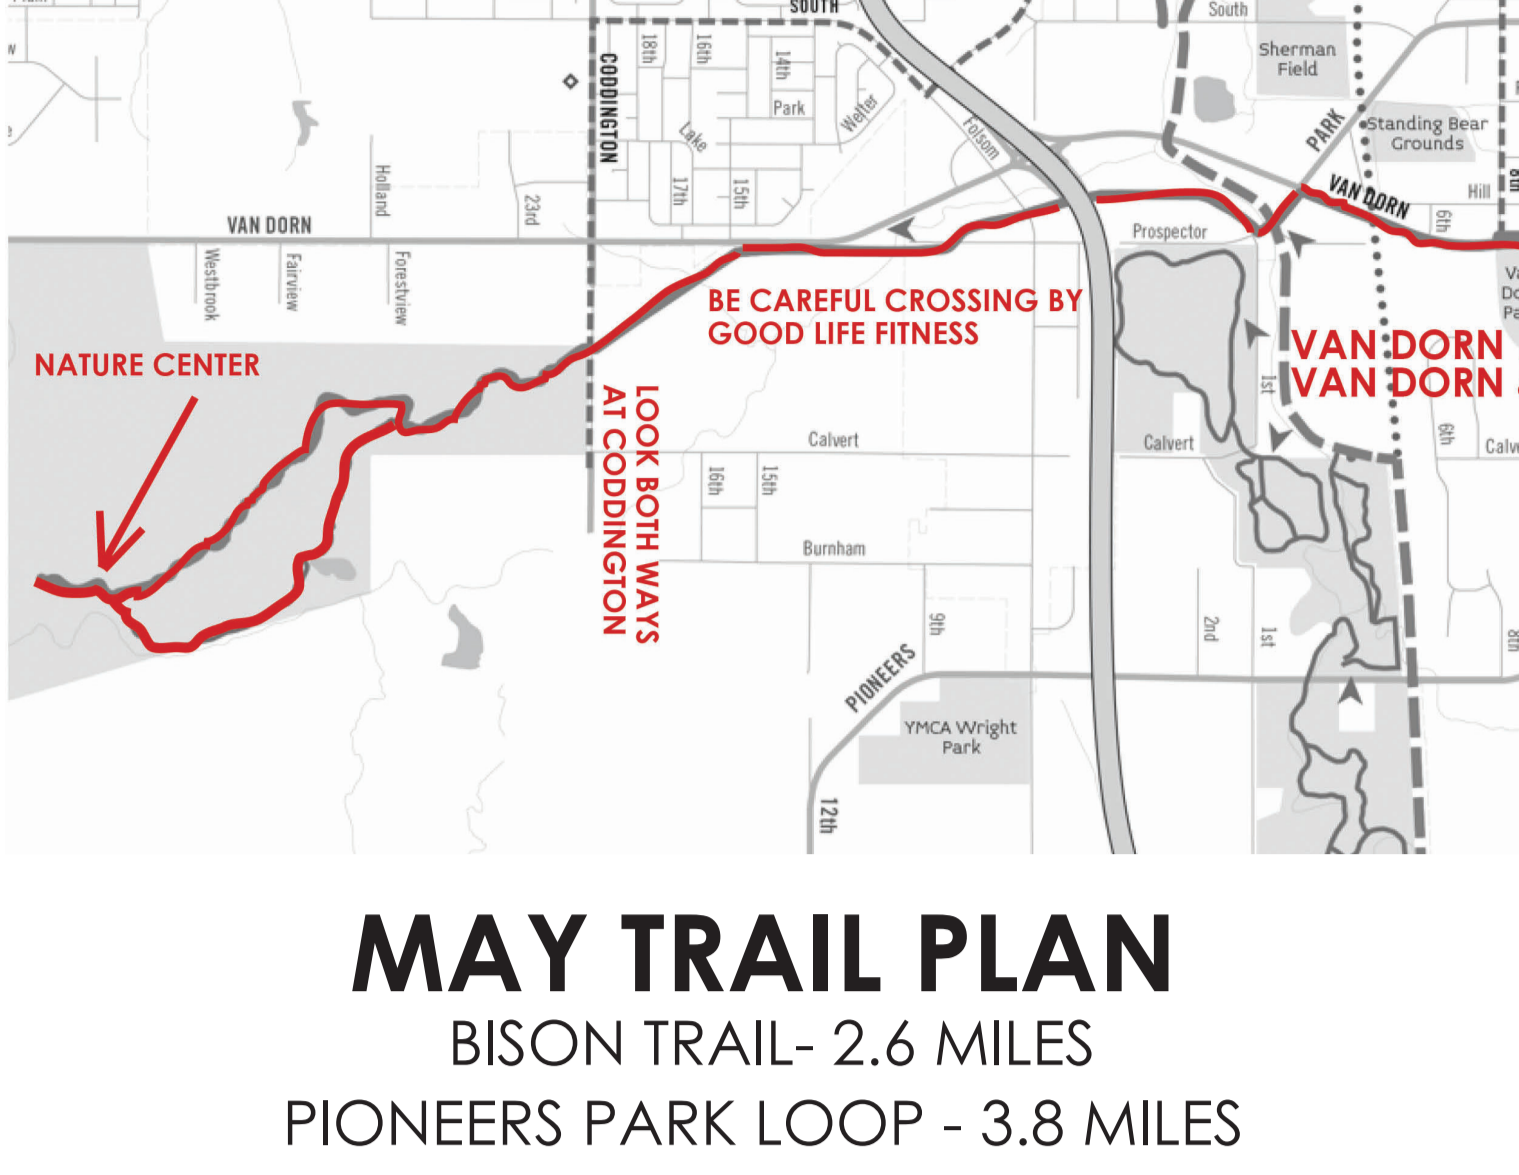 SOUTH
South
Sherman
Field
CODDINGTON
18th
16th
14th
Park
Welter
Lake
17th
15th
Folsom
PARK
Standing Bear
Grounds
Holland
23rd
VAN DORN
VAN DORN
Hill
8th
6th
Prospector
Westbrook
Fairview
Forestview
BE CAREFUL CROSSING BY
GOOD LIFE FITNESS
NATURE CENTER
VAN DORN
VAN DORN
1st
LOOK BOTH WAYS
AT CODDINGTON
Calvert
Calvert
6th
16th
15th
Burnham
9th
2nd
1st
8th
PIONEERS
YMCA Wright
Park
12th
MAY TRAIL PLAN
BISON TRAIL- 2.6 MILES
PIONEERS PARK LOOP - 3.8 MILES